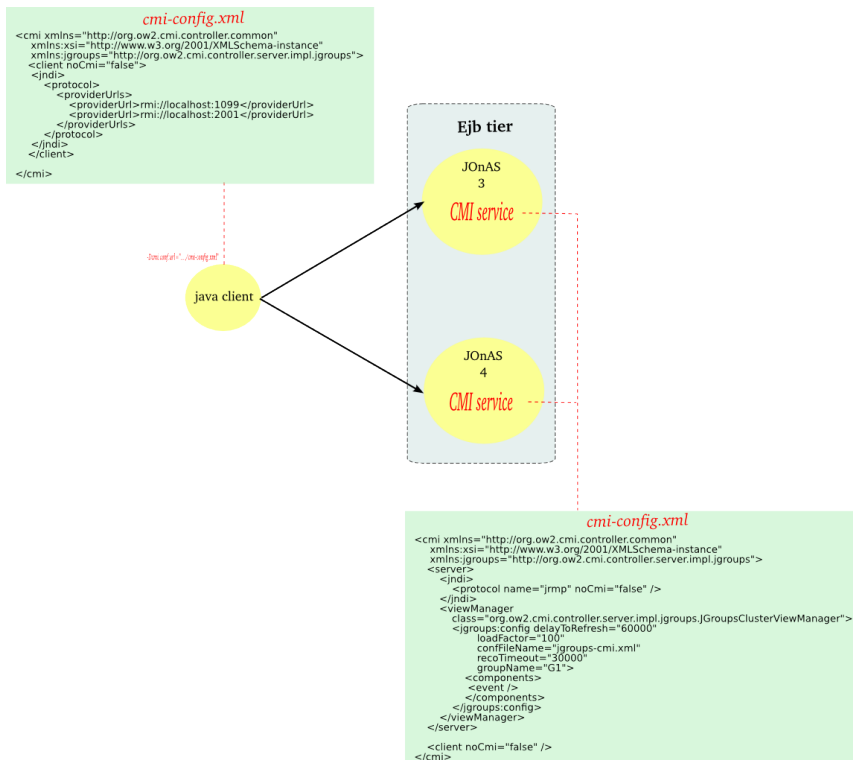 cmi-config.xml
<cmi xmlns="http://org.ow2.cmi.controller.common"
xmlns:xsi="http://www.w3.org/2001/XMLSchema-instance"
xmlns:jgroups="http://org.ow2.cmi.controller.server.impl.jgroups">
<client noCmi="false">
<jndi>
<protocol>
<providerUrls>
<providerUrl>rmi://localhost:1099</providerUrl>
<providerUrl>rmi://localhost:2001</providerUrl>
</providerUrls>
</protocol>
</jndi>
</client>
</cmi>
Ejb tier
JOnAS
3
CMI service
java client
JOnAS
4
CMI service
cmi-config.xml
<cmi xmlns="http://org.ow2.cmi.controller.common"
xmlns:xsi="http://www.w3.org/2001/XMLSchema-instance"
xmlns:jgroups="http://org.ow2.cmi.controller.server.impl.jgroups">
<server>
<jndi>
<protocol name="jrmp" noCmi="false" />
</jndi>
<viewManager
class="org.ow2.cmi.controller.server.impl.jgroups.JGroupsClusterViewManager">
<jgroups:config delayToRefresh="60000"
loadFactor="100"
confFileName="jgroups-cmi.xml"
recoTimeout="30000"
groupName="G1">
<components>
<event />
</components>
</jgroups:config>
</viewManager>
</server>
<client noCmi="false" />
</cmi>